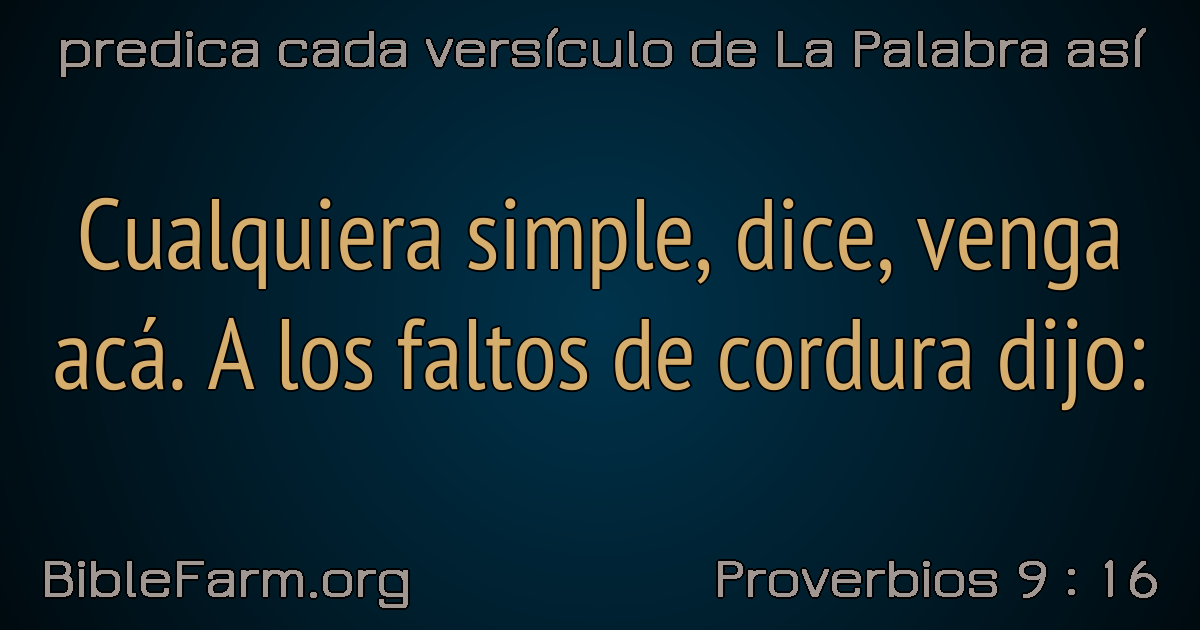 predica cada versículo de La Palabra así
Cualquiera simple, dice, venga
acá. A los faltos de cordura dijo:
BibleFarm.org
Proverbios 9 : 16